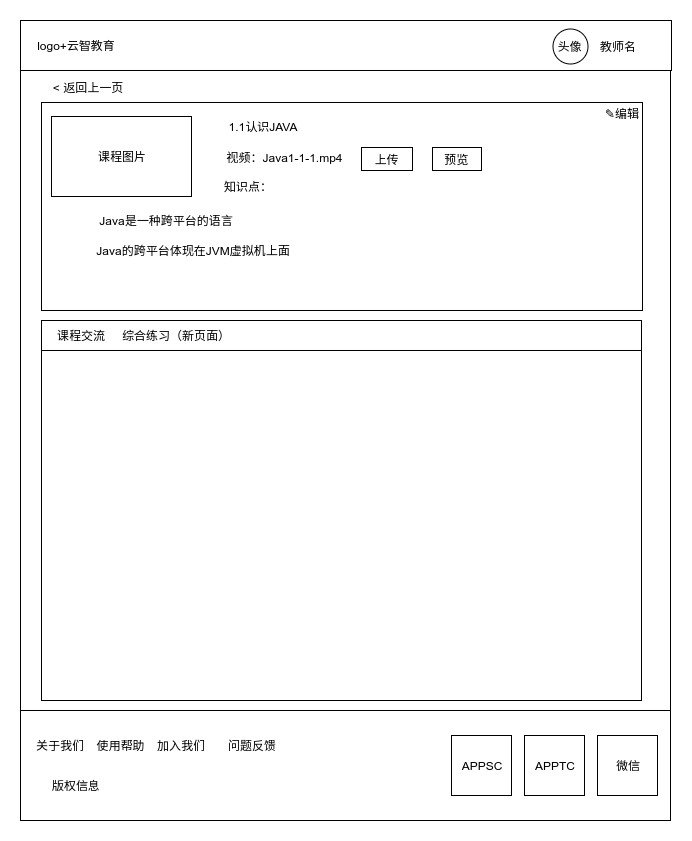 logo+云智教育 头像 教师名
< 返回上一页
✎编辑
1.1认识JAVA
课程图片
视频：Java1-1-1.mp4 上传 预览
知识点：
Java是一种跨平台的语言
Java的跨平台体现在JVM虚拟机上面
课程交流 综合练习（新页面）
关于我们 使用帮助 加入我们 问题反馈
APPSC APPTC 微信
版权信息